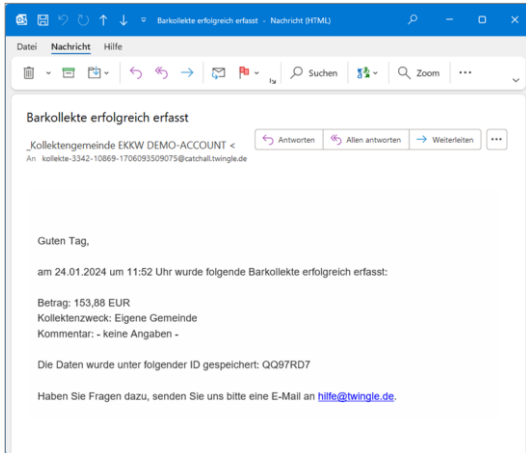 Barkollekte erfolgreich erfasst - Nachricht (HTML)
Datei Nachricht Hilfe
Suchen Zoom
Barkollekte erfolgreich erfasst
_Kollektengemeinde EKKW DEMO-ACCOUNT <
Antworten Allen antworten Weiterleiten
An kollekte-3342-10869-1706093509075@catchall.twingle.de
Guten Tag,
am 24.01.2024 um 11:52 Uhr wurde folgende Barkollekte erfolgreich erfasst:
Betrag: 153,88 EUR
Kollektenzweck: Eigene Gemeinde
Kommentar: - keine Angaben -
Die Daten wurde unter folgender ID gespeichert: QQ97RD7
Haben Sie Fragen dazu, senden Sie uns bitte eine E-Mail an hilfe@twingle.de.